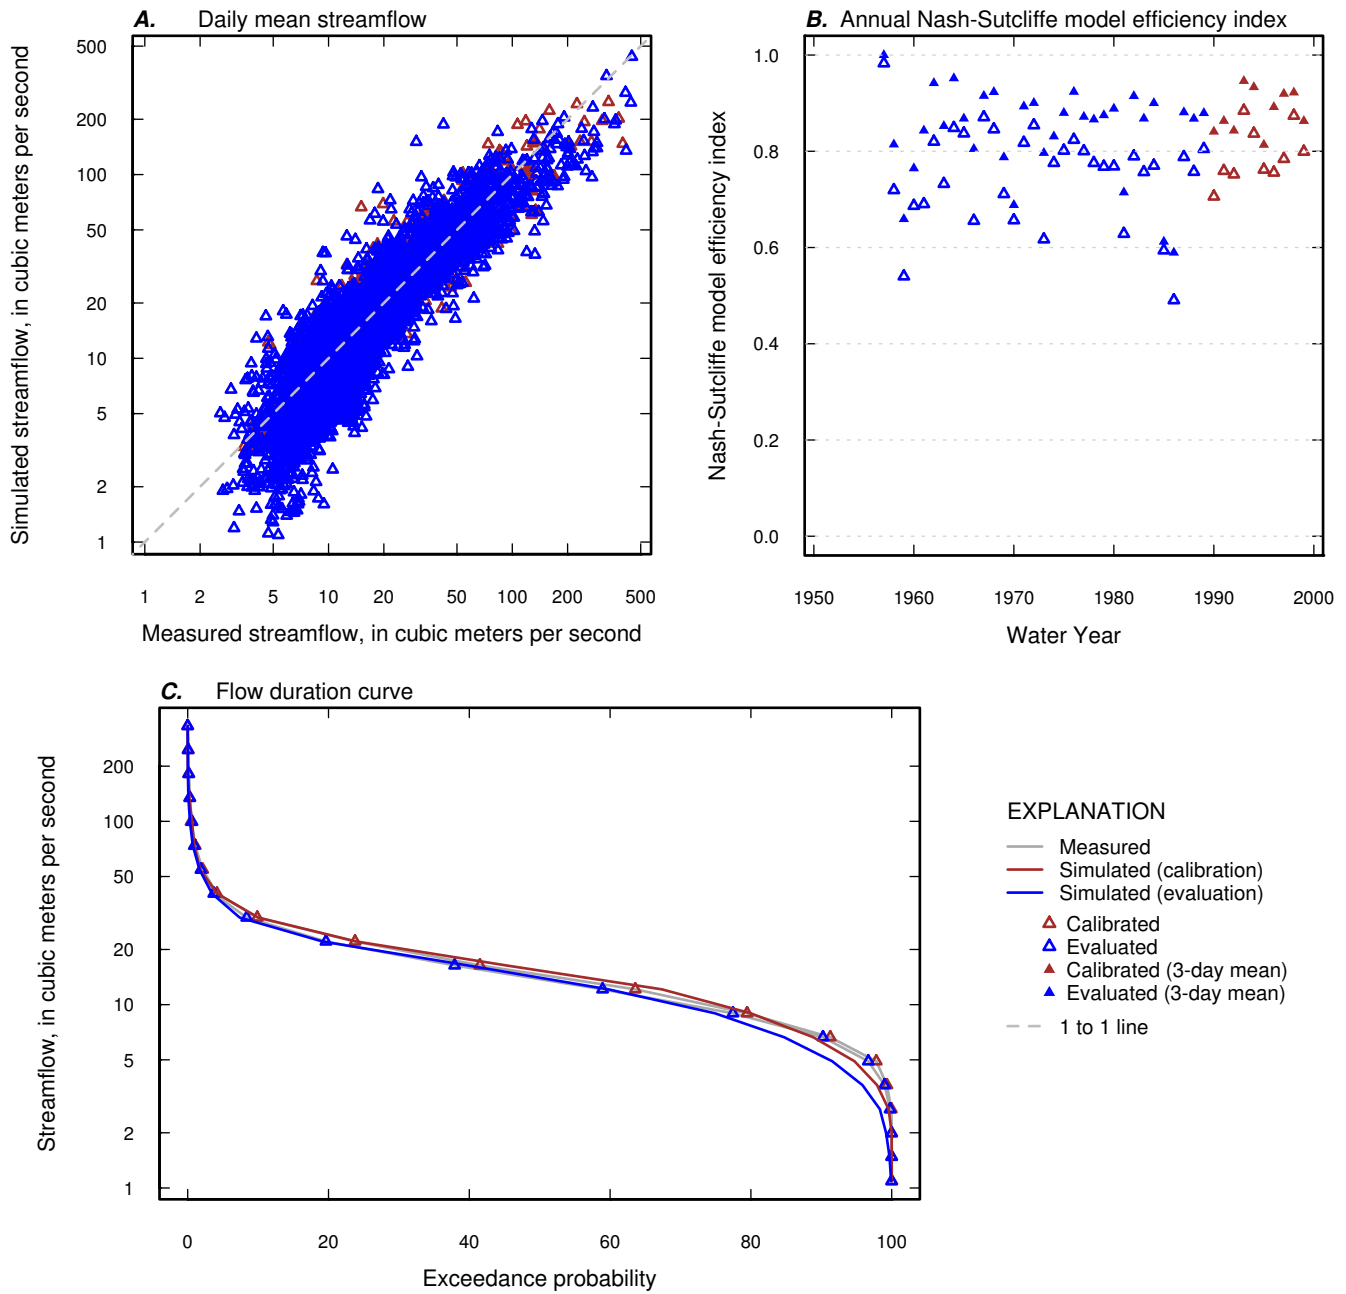 A. Daily mean streamflow
Simulated streamflow, in cubic meters per second
500
200
100
50
20
10
5
2
1
1 2 5 10 20 50 100 200 500
Measured streamflow, in cubic meters per second
B. Annual Nash-Sutcliffe model efficiency index
Nash-Sutcliffe model efficiency index
1.0
0.8
0.6
0.4
0.2
0.0
1950 1960 1970 1980 1990 2000
Water Year
C. Flow duration curve
Streamflow, in cubic meters per second
200
100
50
20
10
5
2
1
0 20 40 60 80 100
Exceedance probability
EXPLANATION
Measured
Simulated (calibration)
Simulated (evaluation)
Calibrated
Evaluated
Calibrated (3-day mean)
Evaluated (3-day mean)
1 to 1 line